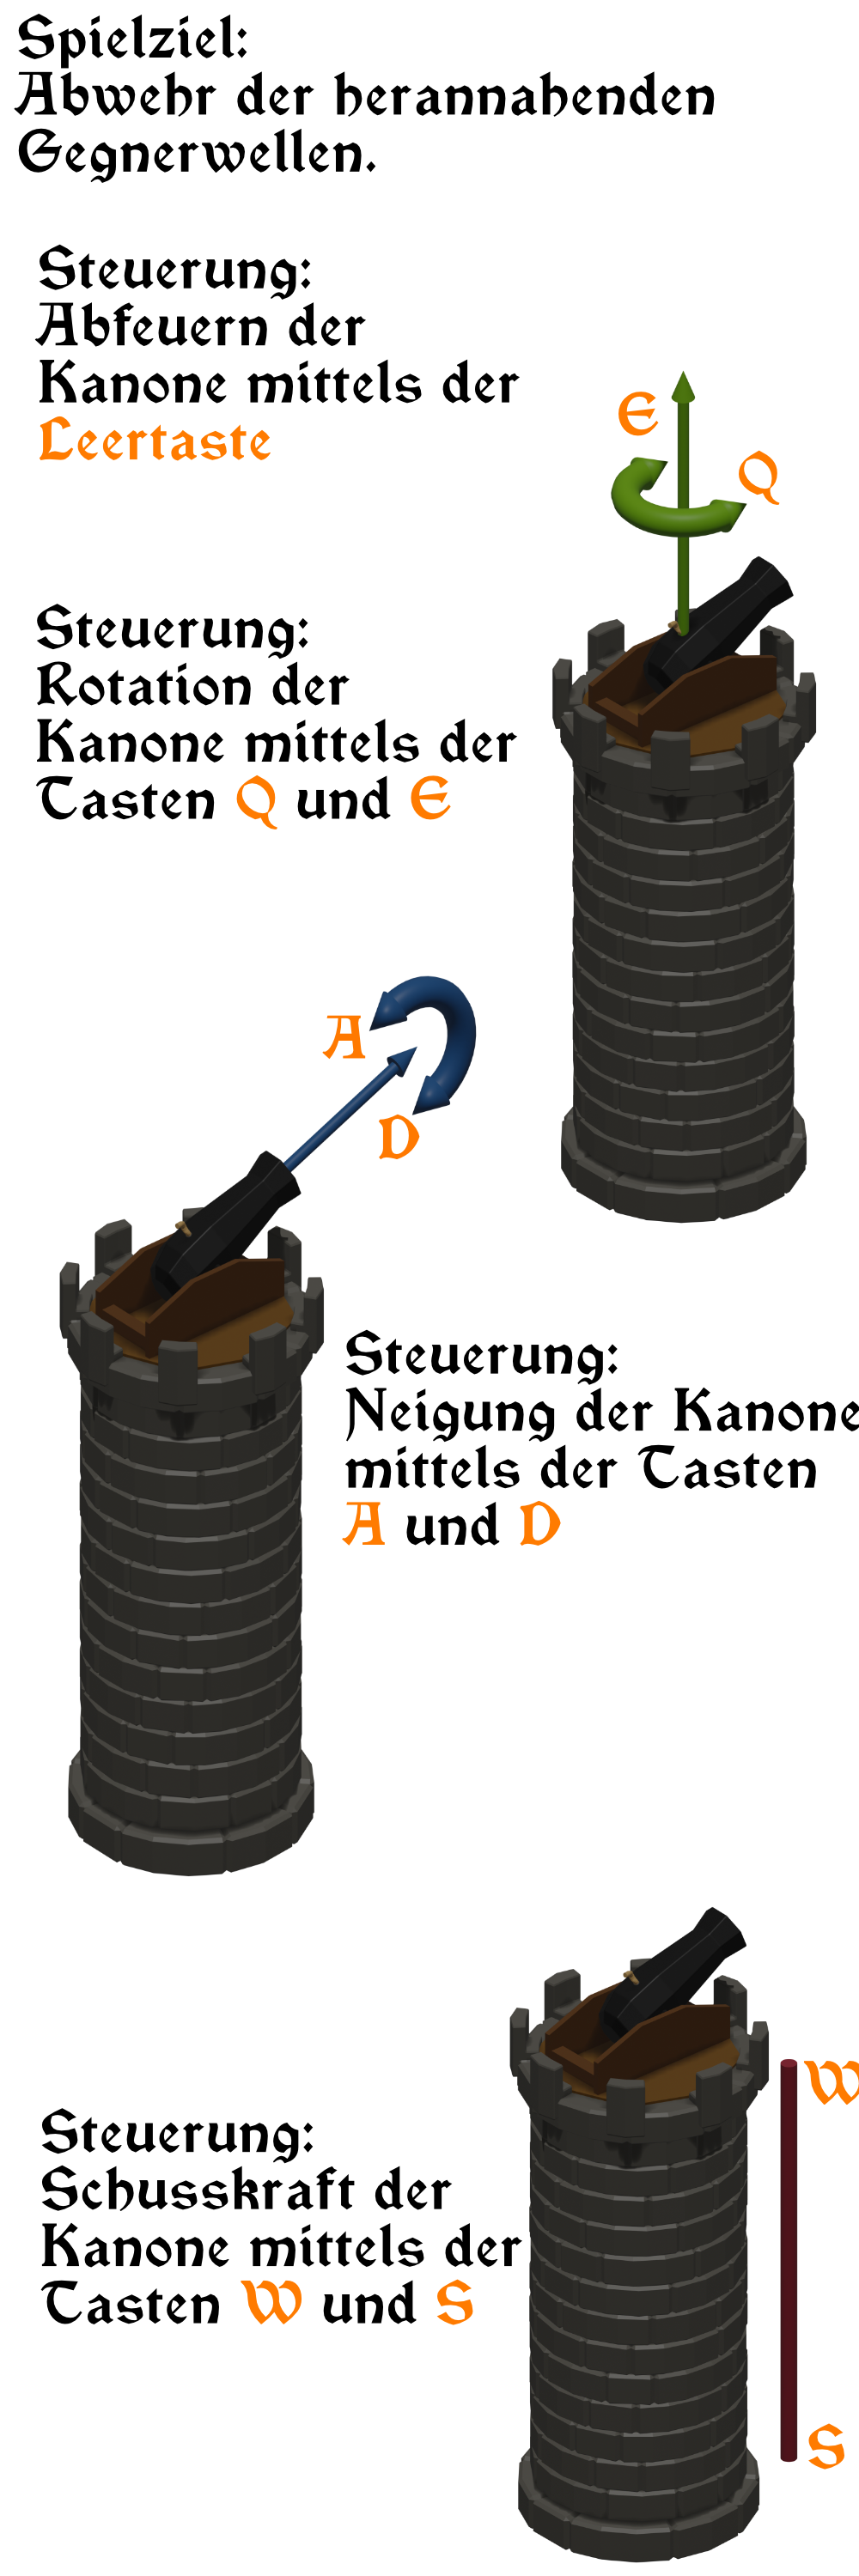 Spielziel:
Abwehr der herannahenden
Gegnerwellen.
Steuerung:
Abfeuern der
Kanone mittels der
Leertaste
E
Q
Steuerung:
Rotation der
Kanone mittels der
Tasten Q und E
A
D
Steuerung:
Neigung der Kanone
mittels der Tasten
A und D
W
Steuerung:
Schusskraft der
Kanone mittels der
Tasten W und S
S